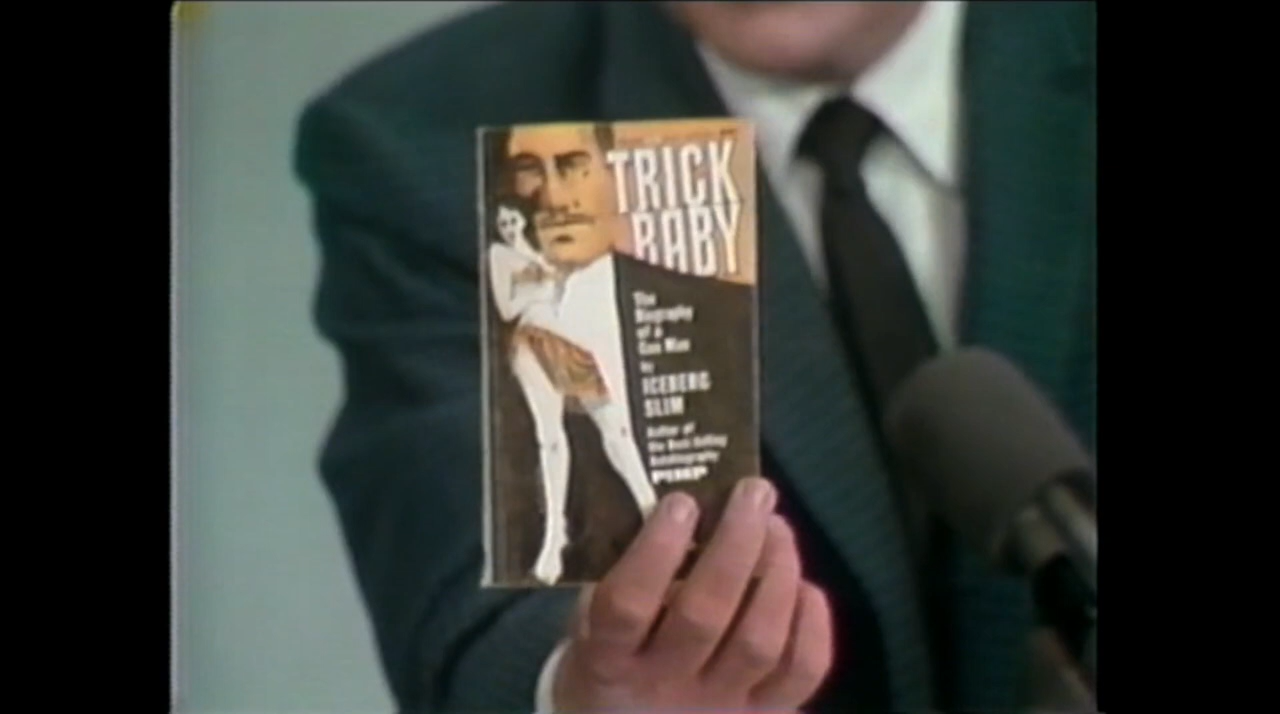 TRICK
BABY
The
Biography
of a
Con Man
by
ICEBERG
SLIM
Author of
the Best-Selling
Autobiography
PIMP